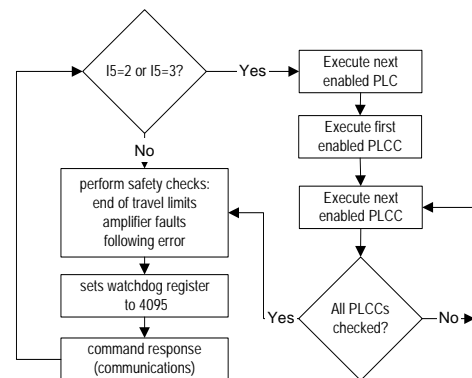 I5=2 or I5=3?
Yes
Execute next
enabled PLC
Execute first
enabled PLCC
No
perform safety checks:
end of travel limits
amplifier faults
following error
Execute next
enabled PLCC
sets watchdog register
to 4095
Yes
All PLCCs
checked?
No
command response
(communications)